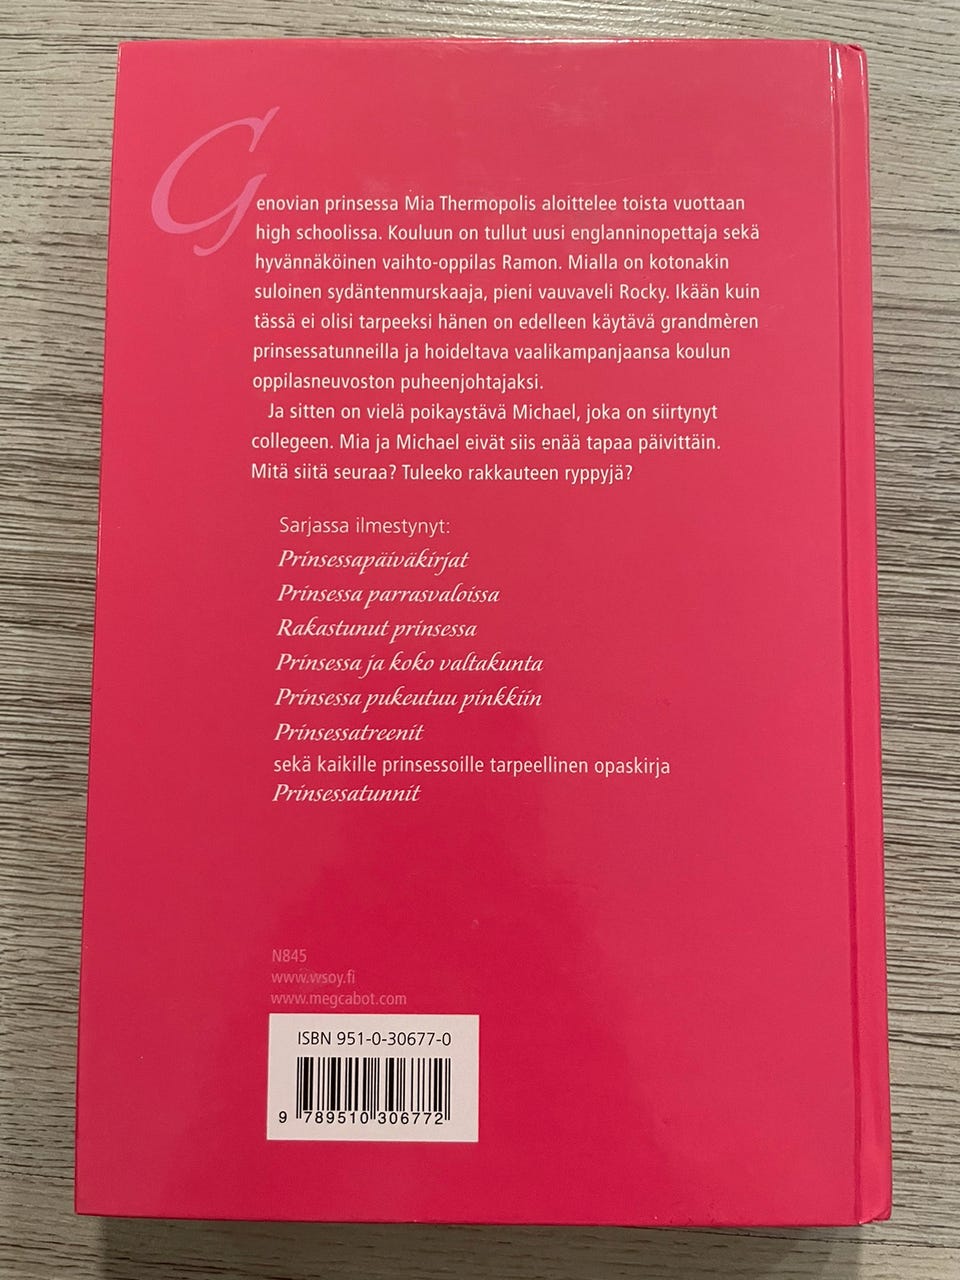 Genovian prinsessa Mia Thermopolis aloittelee toista vuottaan
high schoolissa. Kouluun on tullut uusi englanninopettaja sekä
hyvännäköinen vaihto-oppilas Ramon. Mialla on kotonakin
suloinen sydäntenmurskaaja, pieni vauvaveli Rocky. Ikään kuin
tässä ei olisi tarpeeksi hänen on edelleen käytävä grandmèren
prinsessatunneilla ja hoideltava vaalikampanjaansa koulun
oppilasneuvoston puheenjohtajaksi.
Ja sitten on vielä poikaystävä Michael, joka on siirtynyt
collegeen. Mia ja Michael eivät siis enää tapaa päivittäin.
Mitä siitä seuraa? Tuleeko rakkauteen ryppyjä?
Sarjassa ilmestynyt:
Prinsessapäiväkirjat
Prinsessa parrasvaloissa
Rakastunut prinsessa
Prinsessa ja koko valtakunta
Prinsessa pukeutuu pinkkiin
Prinsessatreenit
sekä kaikille prinsessoille tarpeellinen opaskirja
Prinsessatunnit
N845
www.wsoy.fi
www.megcabot.com
ISBN 951-0-30677-0
9 789510 306772